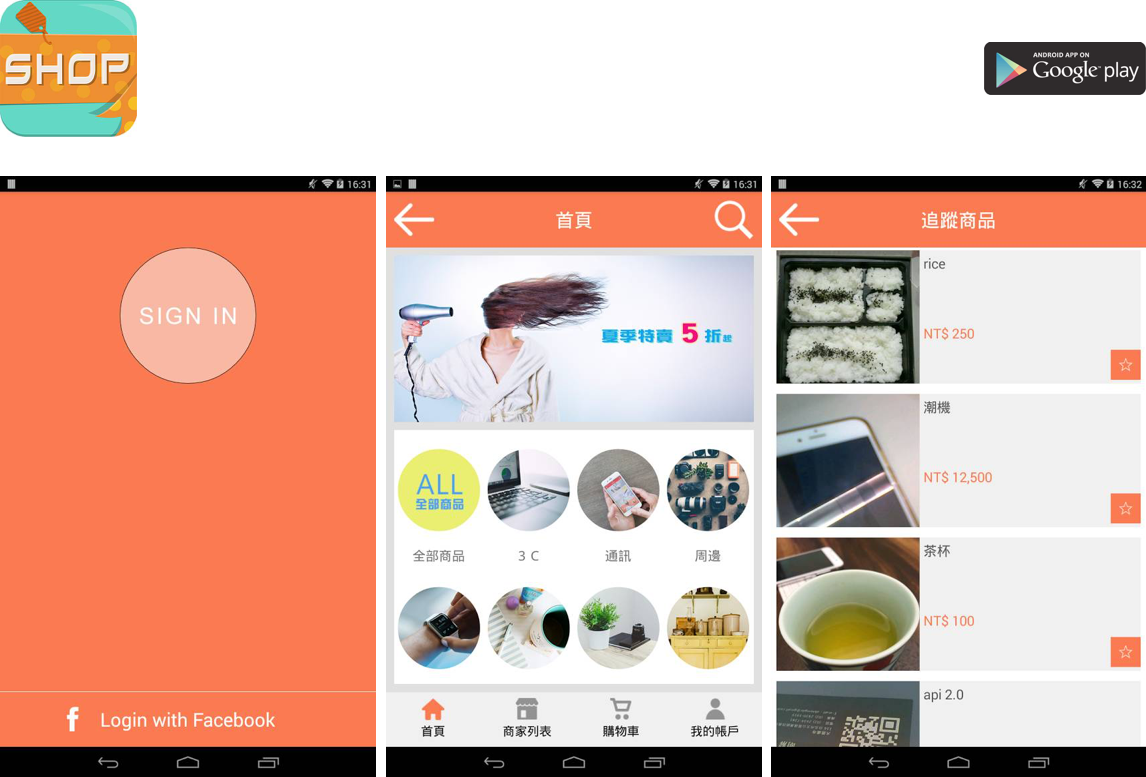 SHOP
ANDROID APP ON
Google play
16:31
SIGN IN
Login with Facebook
16:31
首頁
夏季特賣 5 折起
ALL
全部商品
全部商品
3 C
通訊
周邊
首頁
商家列表
購物車
我的帳戶
16:32
追蹤商品
rice
NT$ 250
潮機
NT$ 12,500
茶杯
NT$ 100
api 2.0